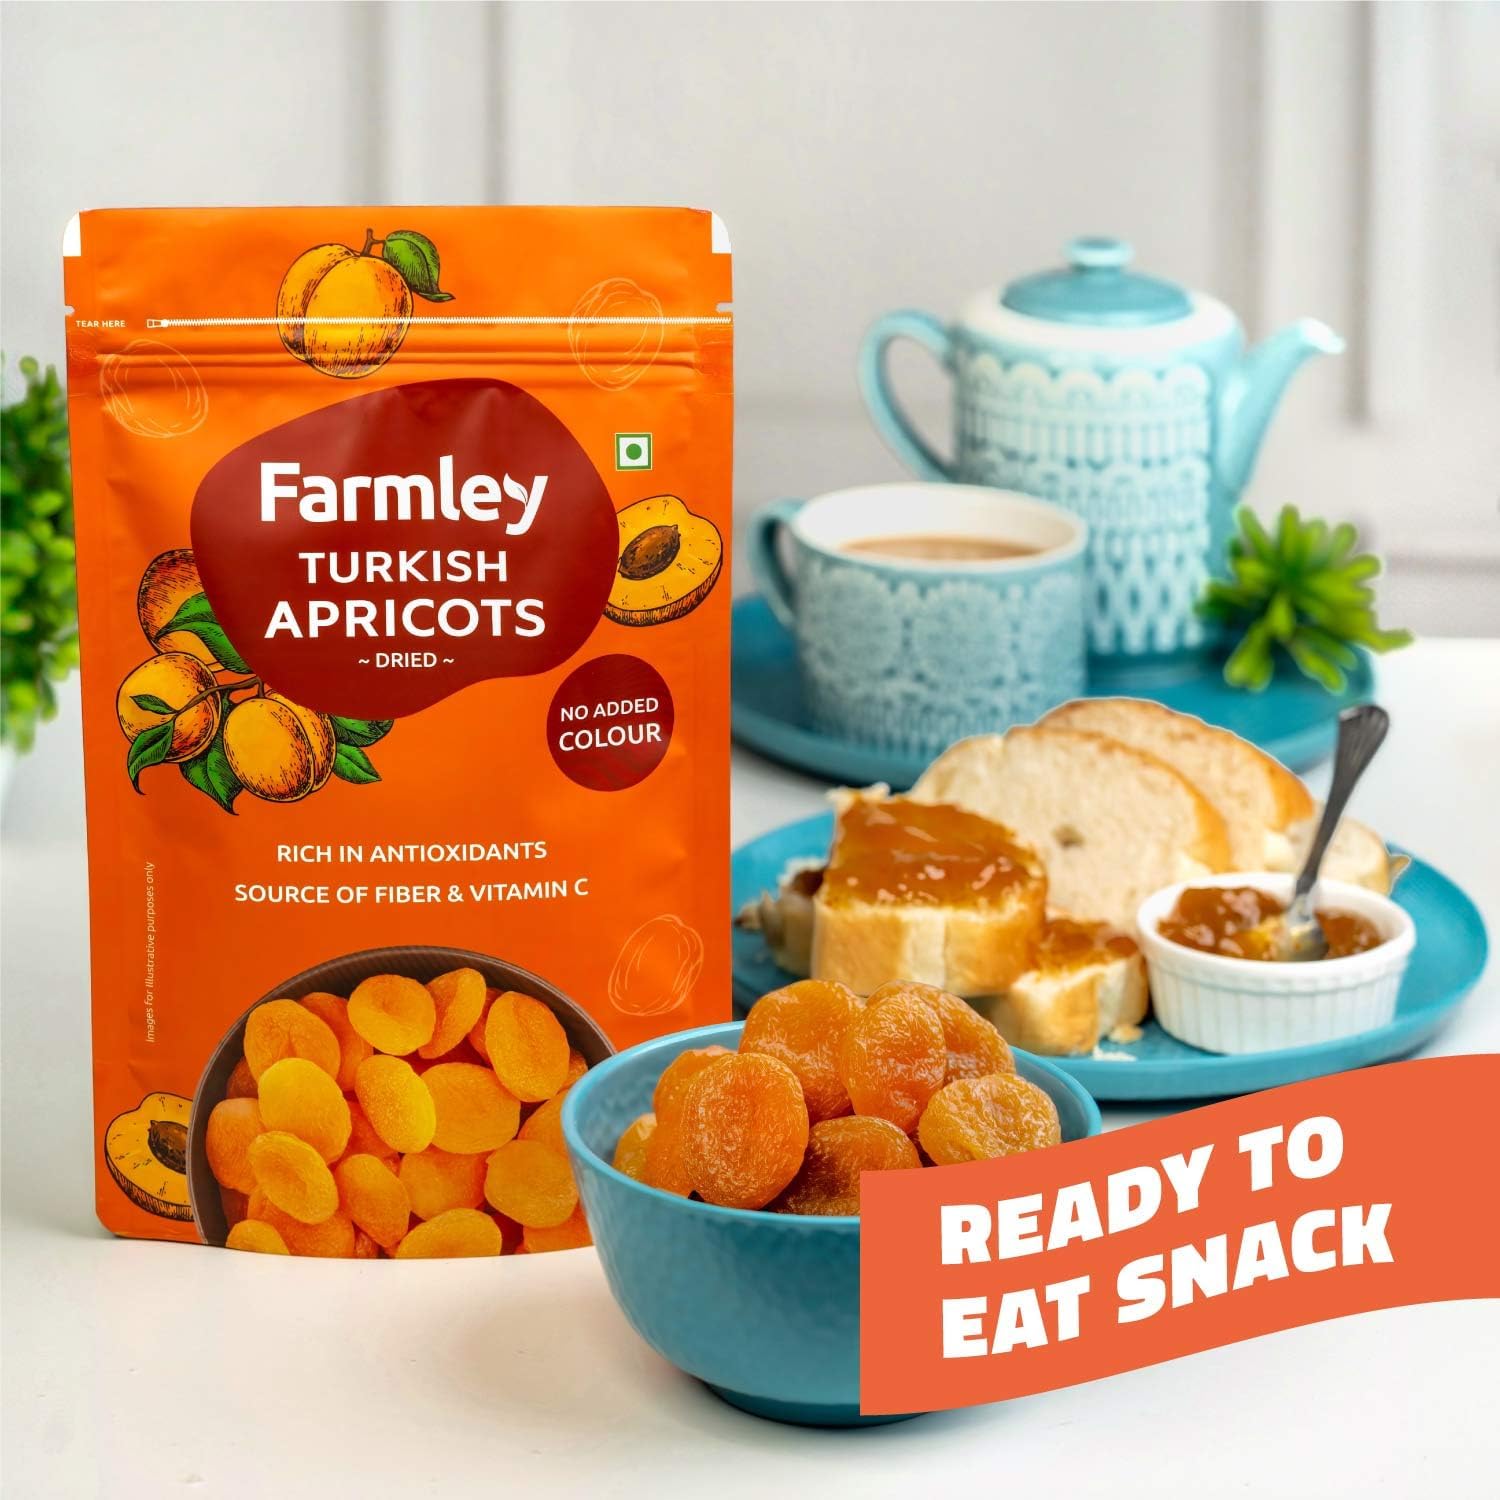 TEAR HERE
Farmley
TURKISH
APRICOTS
~ DRIED ~
NO ADDED
COLOUR
RICH IN ANTIOXIDANTS
SOURCE OF FIBER & VITAMIN C
Images for illustrative purposes only
READY TO
EAT SNACK